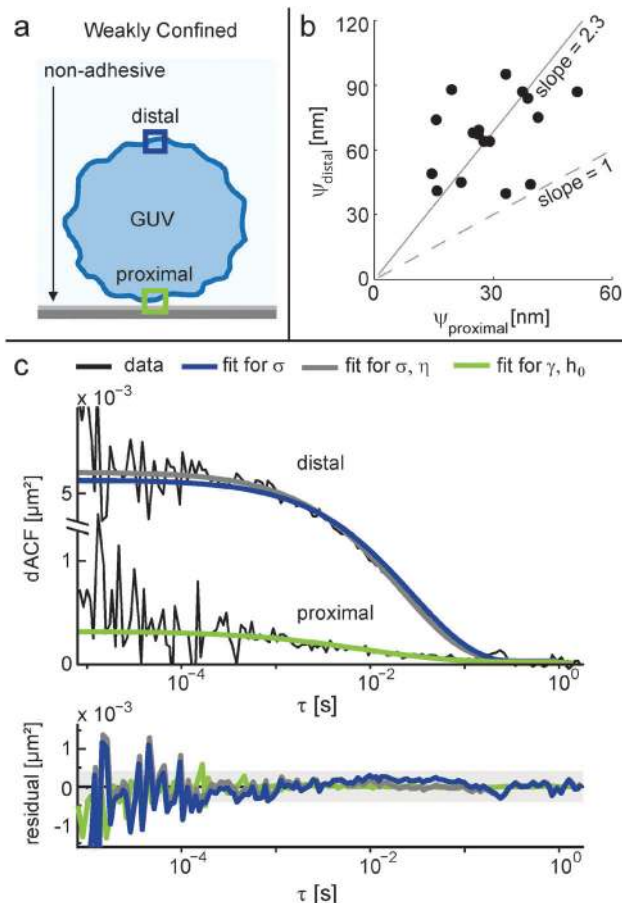 a
Weakly Confined
non-adhesive
distal
GUV
proximal
b
120
90
60
30
0
ψdistal [nm]
slope = 2.3
slope = 1
0
30
60
ψproximal [nm]
c
data
fit for σ
fit for σ, η
fit for γ, h₀
x 10⁻³
5
1
0
dACF [µm²]
distal
proximal
10⁻⁴
10⁻²
10⁰
τ [s]
x 10⁻³
1
0
-1
residual [µm²]
10⁻⁴
10⁻²
10⁰
τ [s]